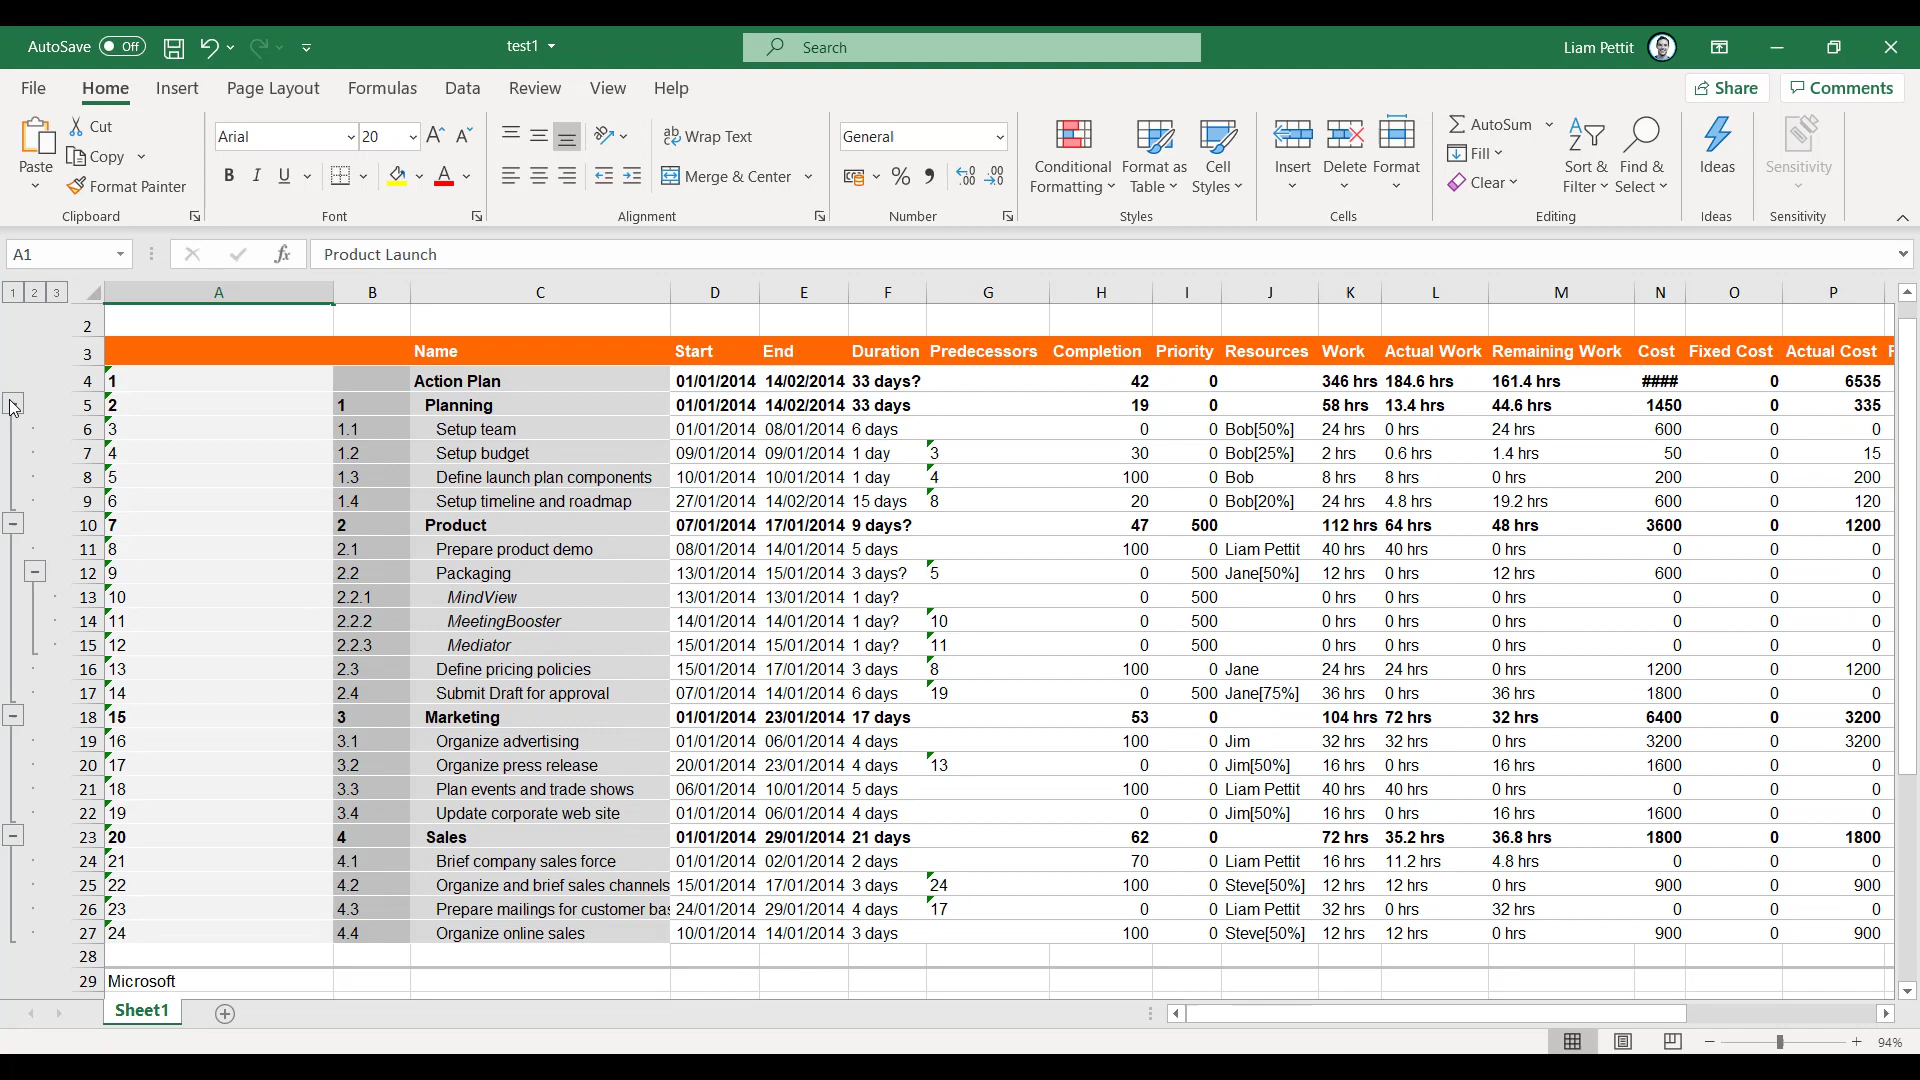 AutoSave Off test1 Search Liam Pettit
File Home Insert Page Layout Formulas Data Review View Help Share Comments
Paste Cut Copy Format Painter Clipboard
Arial 20 B I U A Font
ab Wrap Text Merge & Center Alignment
General % Number
Conditional Formatting Format as Table Cell Styles Styles
Insert Delete Format Cells
AutoSum Fill Clear Sort & Filter Find & Select Editing
Ideas Ideas Sensitivity Sensitivity
A1 fx Product Launch
1 2 3 A B C D E F G H I J K L M N O P
2
3 Name Start End Duration Predecessors Completion Priority Resources Work Actual Work Remaining Work Cost Fixed Cost Actual Cost
4 1 Action Plan 01/01/2014 14/02/2014 33 days? 42 0 346 hrs 184.6 hrs 161.4 hrs #### 0 6535
5 2 1 Planning 01/01/2014 14/02/2014 33 days 19 0 58 hrs 13.4 hrs 44.6 hrs 1450 0 335
6 3 1.1 Setup team 01/01/2014 08/01/2014 6 days 0 0 Bob[50%] 24 hrs 0 hrs 24 hrs 600 0 0
7 4 1.2 Setup budget 09/01/2014 09/01/2014 1 day 3 30 0 Bob[25%] 2 hrs 0.6 hrs 1.4 hrs 50 0 15
8 5 1.3 Define launch plan components 10/01/2014 10/01/2014 1 day 4 100 0 Bob 8 hrs 8 hrs 0 hrs 200 0 200
9 6 1.4 Setup timeline and roadmap 27/01/2014 14/02/2014 15 days 8 20 0 Bob[20%] 24 hrs 4.8 hrs 19.2 hrs 600 0 120
10 7 2 Product 07/01/2014 17/01/2014 9 days? 47 500 112 hrs 64 hrs 48 hrs 3600 0 1200
11 8 2.1 Prepare product demo 08/01/2014 14/01/2014 5 days 100 0 Liam Pettit 40 hrs 40 hrs 0 hrs 0 0 0
12 9 2.2 Packaging 13/01/2014 15/01/2014 3 days? 5 0 500 Jane[50%] 12 hrs 0 hrs 12 hrs 600 0 0
13 10 2.2.1 MindView 13/01/2014 13/01/2014 1 day? 0 500 0 hrs 0 hrs 0 hrs 0 0 0
14 11 2.2.2 MeetingBooster 14/01/2014 14/01/2014 1 day? 10 0 500 0 hrs 0 hrs 0 hrs 0 0 0
15 12 2.2.3 Mediator 15/01/2014 15/01/2014 1 day? 11 0 500 0 hrs 0 hrs 0 hrs 0 0 0
16 13 2.3 Define pricing policies 15/01/2014 17/01/2014 3 days 8 100 0 Jane 24 hrs 24 hrs 0 hrs 1200 0 1200
17 14 2.4 Submit Draft for approval 07/01/2014 14/01/2014 6 days 19 0 500 Jane[75%] 36 hrs 0 hrs 36 hrs 1800 0 0
18 15 3 Marketing 01/01/2014 23/01/2014 17 days 53 0 104 hrs 72 hrs 32 hrs 6400 0 3200
19 16 3.1 Organize advertising 01/01/2014 06/01/2014 4 days 100 0 Jim 32 hrs 32 hrs 0 hrs 3200 0 3200
20 17 3.2 Organize press release 20/01/2014 23/01/2014 4 days 13 0 0 Jim[50%] 16 hrs 0 hrs 16 hrs 1600 0 0
21 18 3.3 Plan events and trade shows 06/01/2014 10/01/2014 5 days 100 0 Liam Pettit 40 hrs 40 hrs 0 hrs 0 0 0
22 19 3.4 Update corporate web site 01/01/2014 06/01/2014 4 days 0 0 Jim[50%] 16 hrs 0 hrs 16 hrs 1600 0 0
23 20 4 Sales 01/01/2014 29/01/2014 21 days 62 0 72 hrs 35.2 hrs 36.8 hrs 1800 0 1800
24 21 4.1 Brief company sales force 01/01/2014 02/01/2014 2 days 70 0 Liam Pettit 16 hrs 11.2 hrs 4.8 hrs 0 0 0
25 22 4.2 Organize and brief sales channels 15/01/2014 17/01/2014 3 days 24 100 0 Steve[50%] 12 hrs 12 hrs 0 hrs 900 0 900
26 23 4.3 Prepare mailings for customer bas 24/01/2014 29/01/2014 4 days 17 0 0 Liam Pettit 32 hrs 0 hrs 32 hrs 0 0 0
27 24 4.4 Organize online sales 10/01/2014 14/01/2014 3 days 100 0 Steve[50%] 12 hrs 12 hrs 0 hrs 900 0 900
28
29 Microsoft
Sheet1
94%